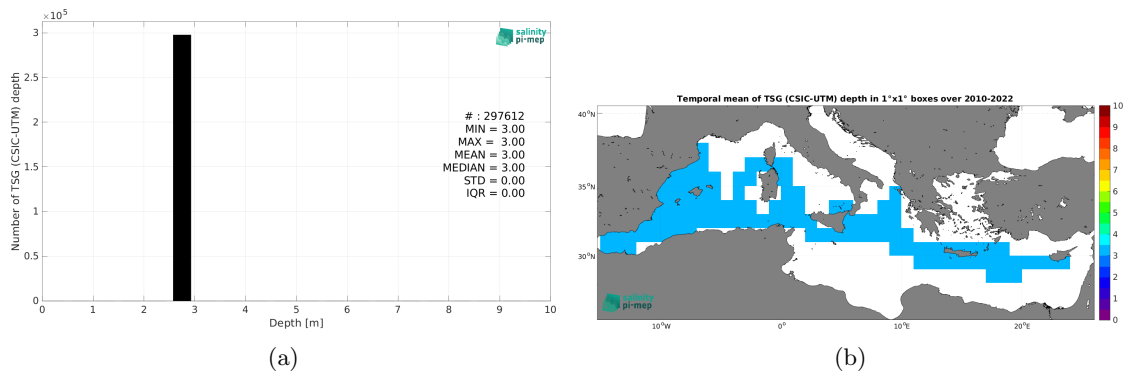 ×10⁵
3
2.5
2
1.5
1
0.5
0
Number of TSG (CSIC-UTM) depth
salinity
pi-mep
# : 297612
MIN = 3.00
MAX = 3.00
MEAN = 3.00
MEDIAN = 3.00
STD = 0.00
IQR = 0.00
0 1 2 3 4 5 6 7 8 9 10
Depth [m]
(a)
Temporal mean of TSG (CSIC-UTM) depth in 1°x1° boxes over 2010-2022
40°N
35°N
30°N
salinity
pi-mep
10°W 0° 10°E 20°E
10
9
8
7
6
5
4
3
2
1
0
(b)